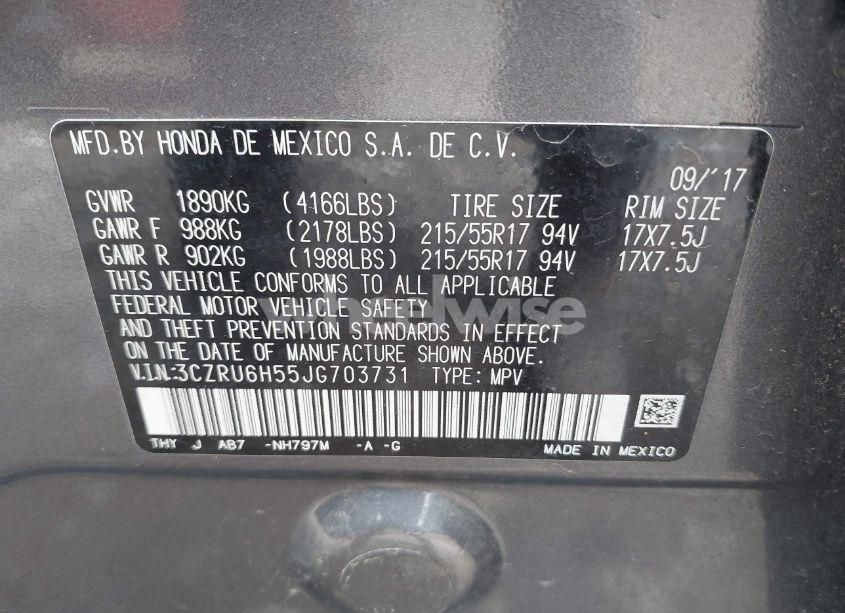 MFD.BY HONDA DE MEXICO S.A. DE C.V.
09/'17
GVWR 1890KG (4166LBS) TIRE SIZE RIM SIZE
GAWR F 988KG (2178LBS) 215/55R17 94V 17X7.5J
GAWR R 902KG (1988LBS) 215/55R17 94V 17X7.5J
THIS VEHICLE CONFORMS TO ALL APPLICABLE
FEDERAL MOTOR VEHICLE SAFETY
AND THEFT PREVENTION STANDARDS IN EFFECT
ON THE DATE OF MANUFACTURE SHOWN ABOVE.
V.I.N.:3CZRU6H55JG703731 TYPE: MPV
THY J AB7 -NH797M -A -G
MADE IN MEXICO